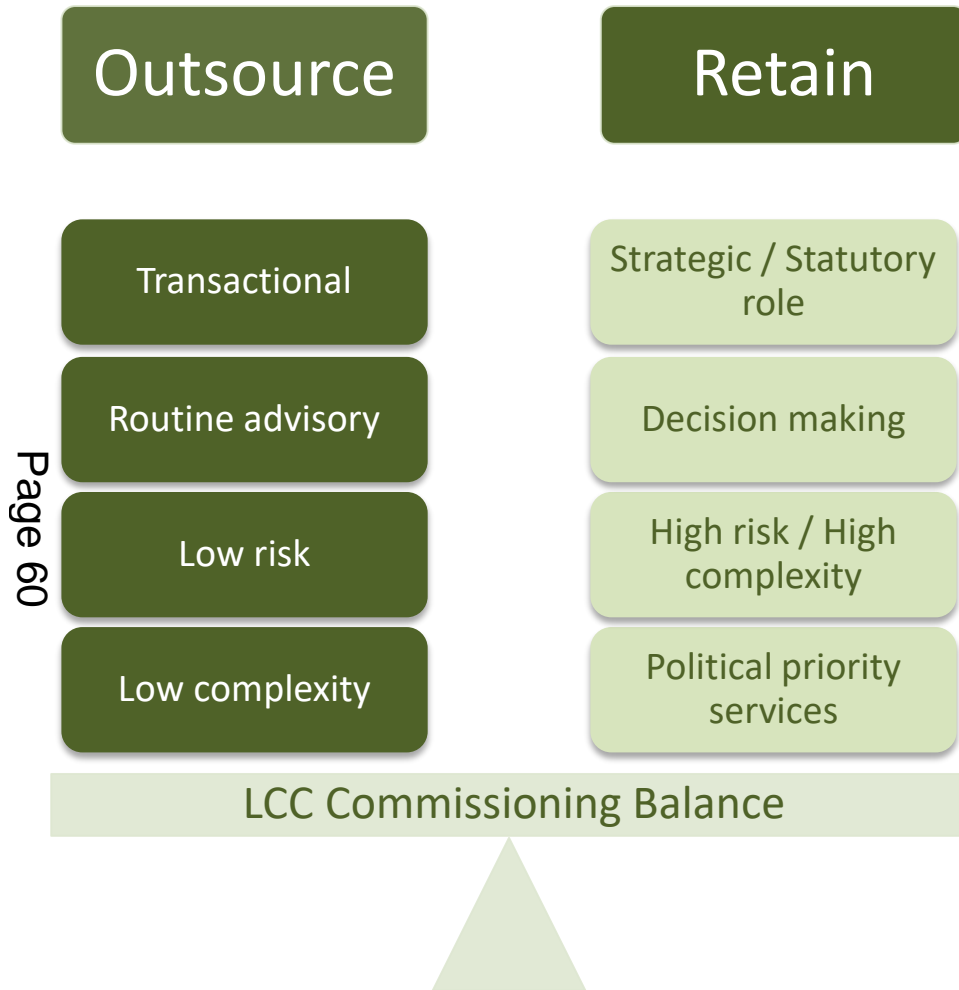 Outsource
Retain
Transactional
Routine advisory
Low risk
Low complexity
Strategic / Statutory
role
Decision making
High risk / High
complexity
Political priority
services
LCC Commissioning Balance
Page 60